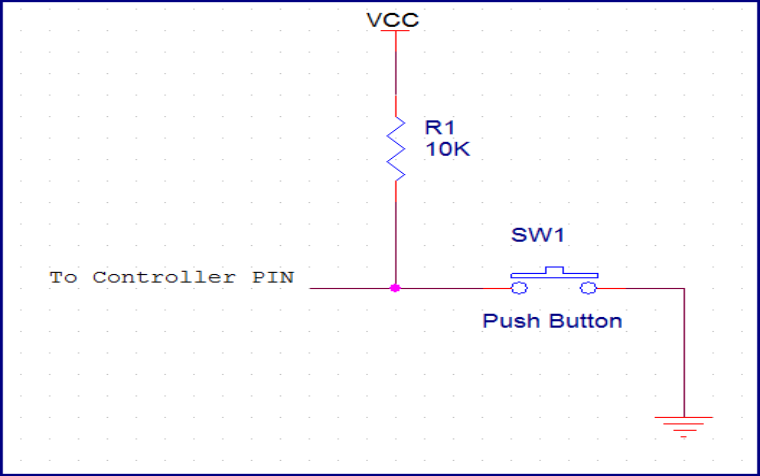 VCC
R1
10K
SW1
To Controller PIN
Push Button